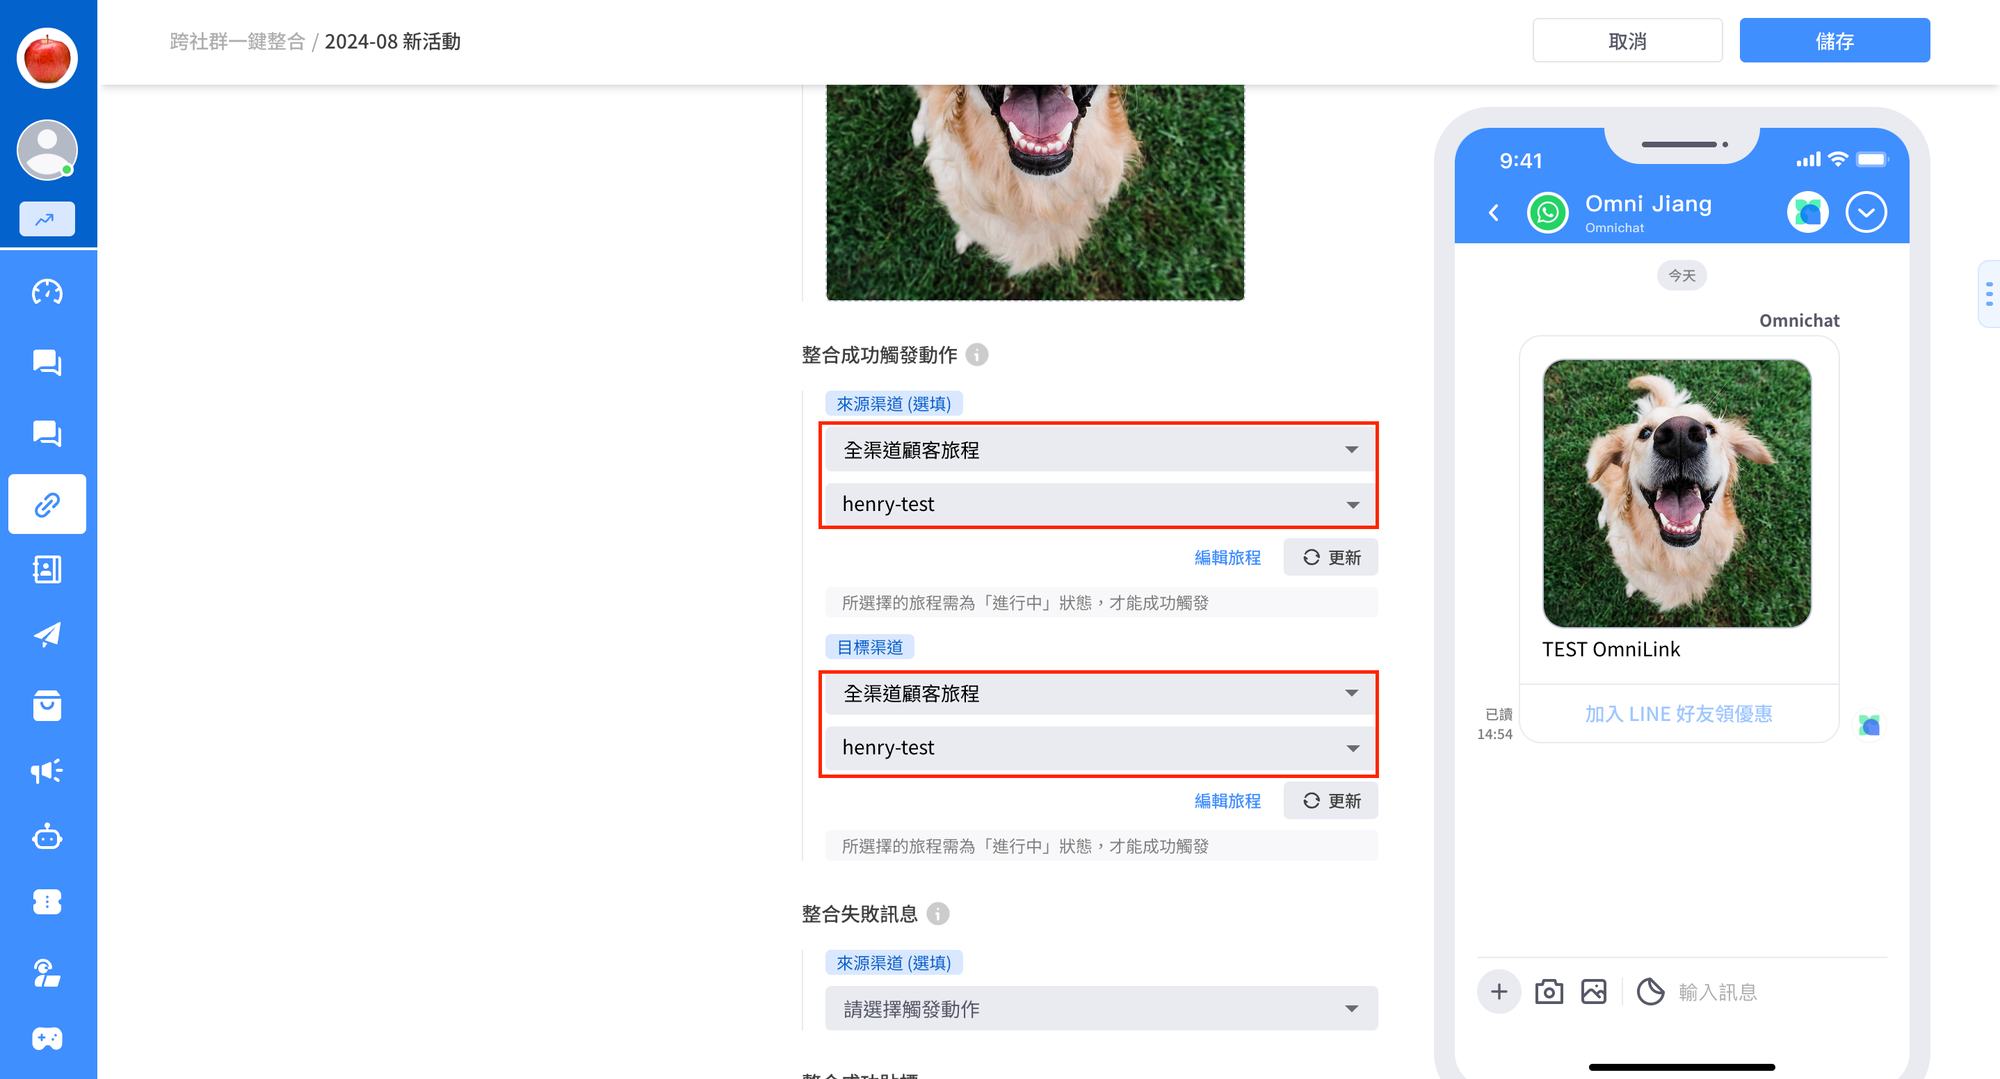 跨社群一鍵整合 / 2024-08 新活動
取消
儲存
整合成功觸發動作
來源渠道 (選填)
全渠道顧客旅程
henry-test
編輯旅程
更新
所選擇的旅程需為「進行中」狀態，才能成功觸發
目標渠道
全渠道顧客旅程
henry-test
編輯旅程
更新
所選擇的旅程需為「進行中」狀態，才能成功觸發
整合失敗訊息
來源渠道 (選填)
請選擇觸發動作
整合成功貼標
9:41
Omni Jiang
Omnichat
今天
Omnichat
TEST OmniLink
加入 LINE 好友領優惠
已讀
14:54
輸入訊息